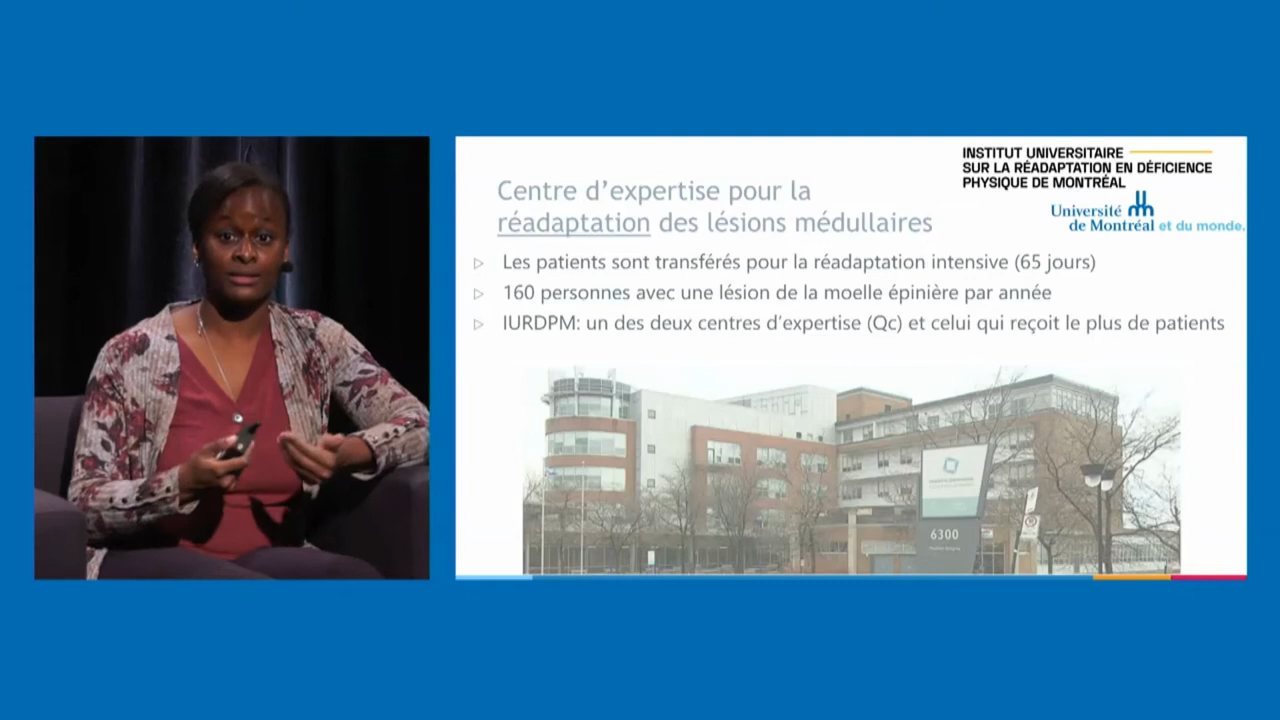 INSTITUT UNIVERSITAIRE
SUR LA RÉADAPTATION EN DÉFICIENCE
PHYSIQUE DE MONTRÉAL
Université
de Montréal et du monde.
Centre d’expertise pour la
réadaptation des lésions médullaires
▷ Les patients sont transférés pour la réadaptation intensive (65 jours)
▷ 160 personnes avec une lésion de la moelle épinière par année
▷ IURDPM: un des deux centres d’expertise (Qc) et celui qui reçoit le plus de patients
6300